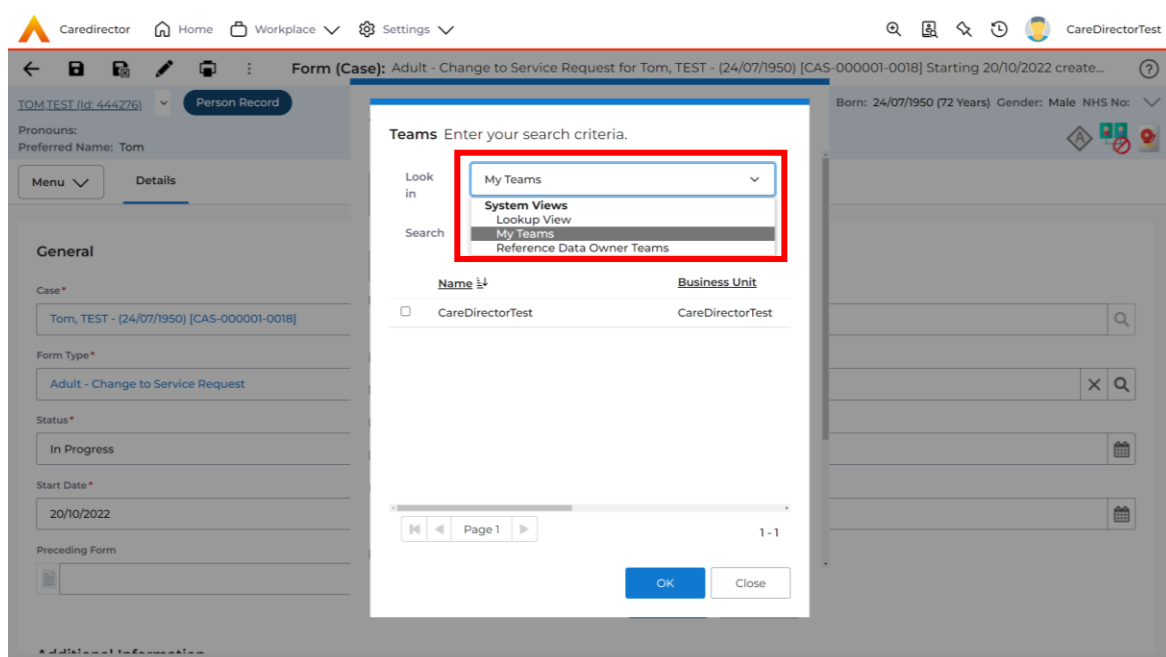 Caredirector Home Workplace Settings CareDirectorTest
Form (Case): Adult - Change to Service Request for Tom, TEST - (24/07/1950) [CAS-000001-0018] Starting 20/10/2022 create...
TOM,TEST (Id: 444276) Person Record Born: 24/07/1950 (72 Years) Gender: Male NHS No:
Pronouns:
Preferred Name: Tom
Menu Details
Teams Enter your search criteria.
Look in My Teams
System Views
Lookup View
Search My Teams
Reference Data Owner Teams
Name Business Unit
CareDirectorTest CareDirectorTest
Page 1 1 - 1
OK Close
General
Case*
Tom, TEST - (24/07/1950) [CAS-000001-0018]
Form Type*
Adult - Change to Service Request
Status*
In Progress
Start Date*
20/10/2022
Preceding Form
Additional Information